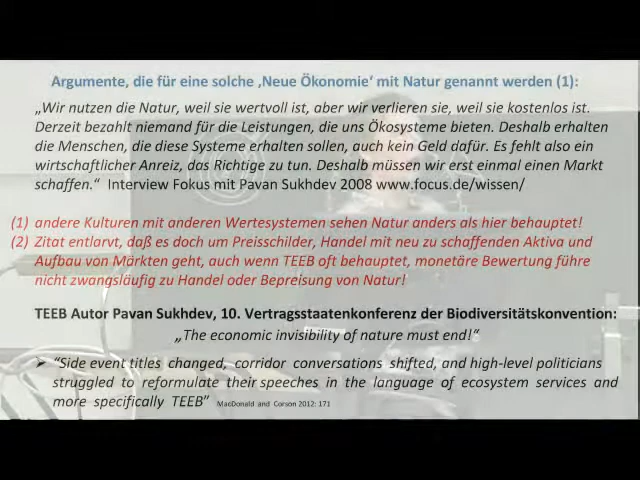 Argumente, die für eine solche ‚Neue Ökonomie‘ mit Natur genannt werden (1):
„Wir nutzen die Natur, weil sie wertvoll ist, aber wir verlieren sie, weil sie kostenlos ist.
Derzeit bezahlt niemand für die Leistungen, die uns Ökosysteme bieten. Deshalb erhalten
die Menschen, die diese Systeme erhalten sollen, auch kein Geld dafür. Es fehlt also ein
wirtschaftlicher Anreiz, das Richtige zu tun. Deshalb müssen wir erst einmal einen Markt
schaffen.“ Interview Fokus mit Pavan Sukhdev 2008 www.focus.de/wissen/
(1) andere Kulturen mit anderen Wertesystemen sehen Natur anders als hier behauptet!
(2) Zitat entlarvt, daß es doch um Preisschilder, Handel mit neu zu schaffenden Aktiva und
Aufbau von Märkten geht, auch wenn TEEB oft behauptet, monetäre Bewertung führe
nicht zwangsläufig zu Handel oder Bepreisung von Natur!
TEEB Autor Pavan Sukhdev, 10. Vertragsstaatenkonferenz der Biodiversitätskonvention:
„The economic invisibility of nature must end!“
➢ “Side event titles changed, corridor conversations shifted, and high-level politicians
struggled to reformulate their speeches in the language of ecosystem services and
more specifically TEEB” MacDonald and Corson 2012: 171